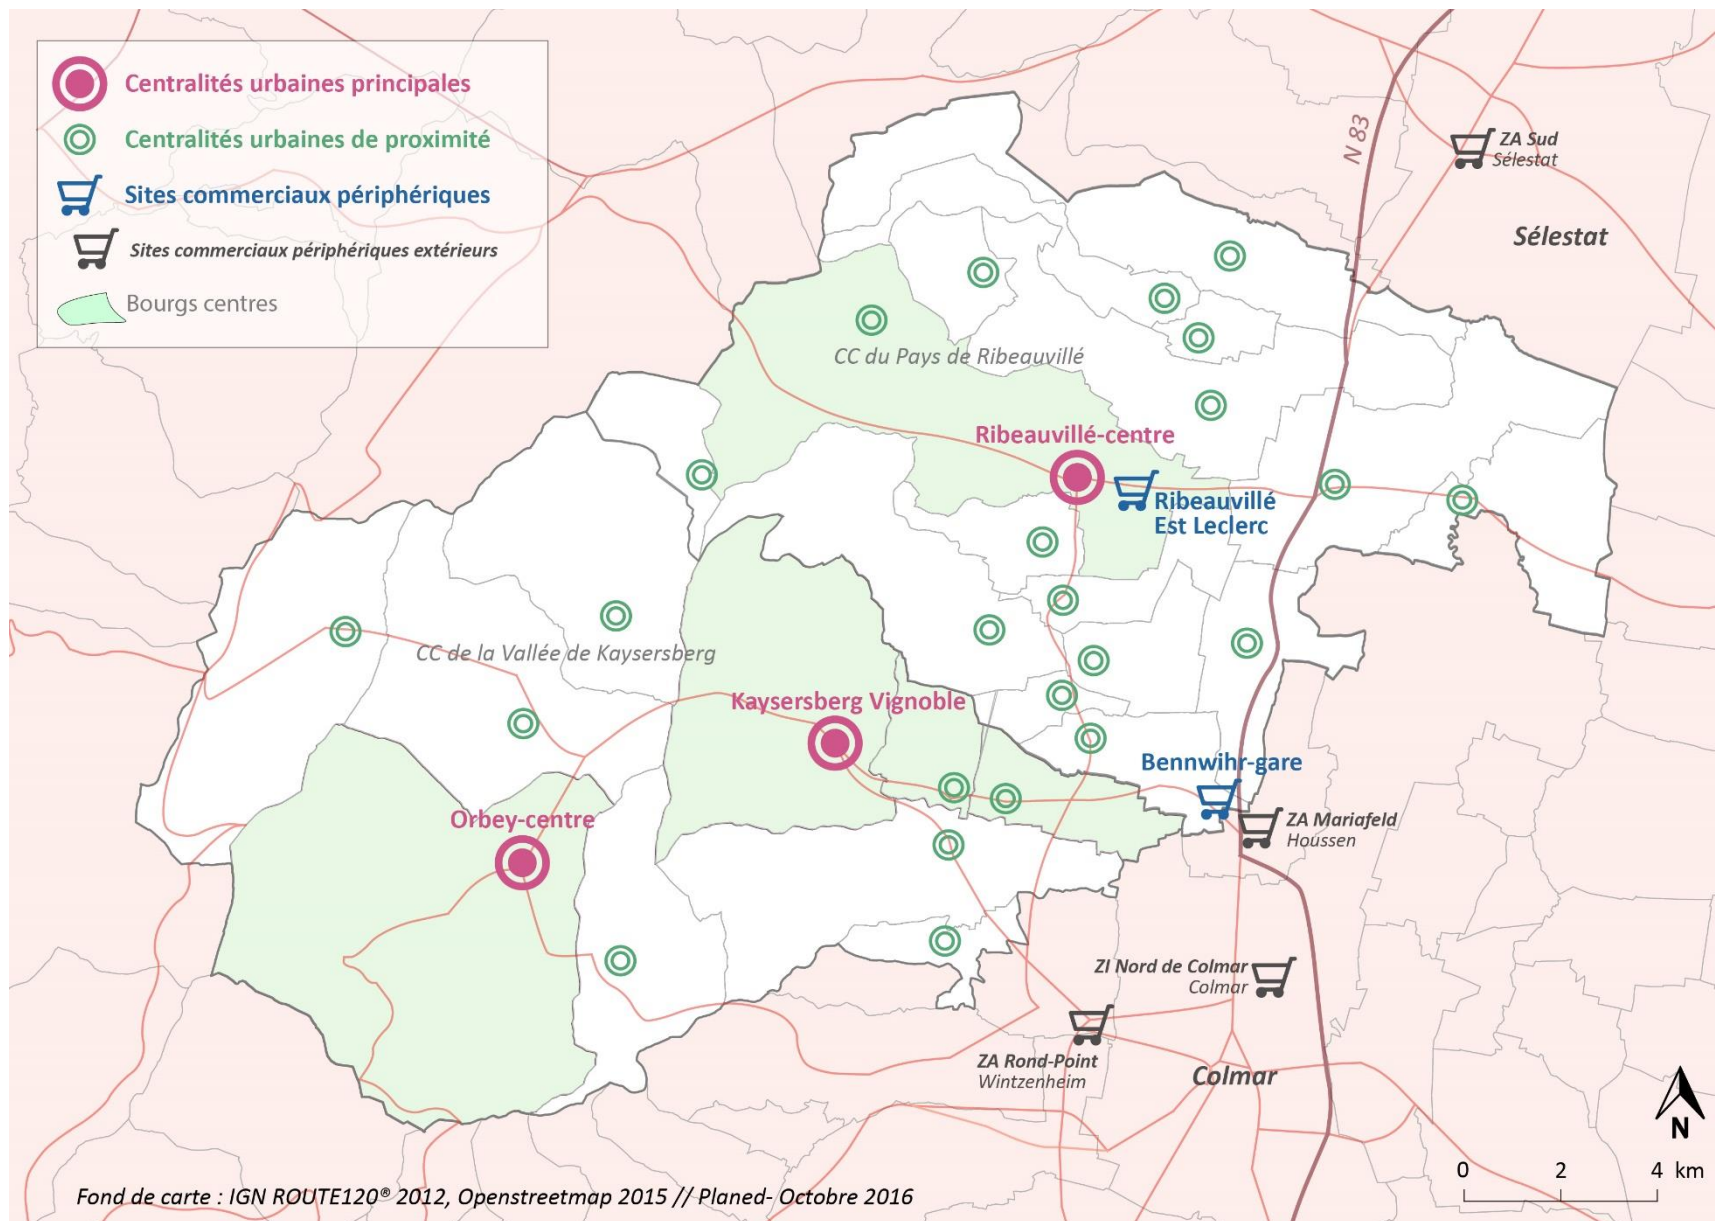 Centralités urbaines principales
Centralités urbaines de proximité
Sites commerciaux périphériques
Sites commerciaux périphériques extérieurs
Bourgs centres
N 83
ZA Sud
Sélestat
Sélestat
CC du Pays de Ribeauvillé
Ribeauvillé-centre
Ribeauvillé
Est Leclerc
CC de la Vallée de Kaysersberg
Kaysersberg Vignoble
Bennwihr-gare
Orbey-centre
ZA Mariafeld
Houssen
ZI Nord de Colmar
Colmar
ZA Rond-Point
Wintzenheim
Colmar
N
0 2 4 km
Fond de carte : IGN ROUTE120® 2012, Openstreetmap 2015 // Planed- Octobre 2016